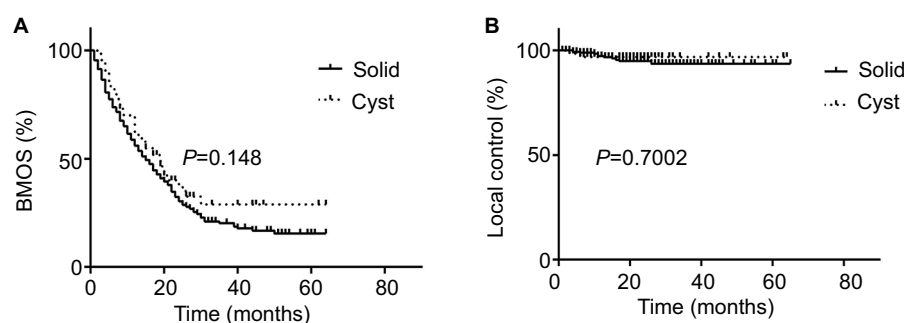 A
BMOS (%)
100
50
0
Solid
Cyst
P=0.148
0 20 40 60 80
Time (months)
B
Local control (%)
100
50
0
Solid
Cyst
P=0.7002
0 20 40 60 80
Time (months)